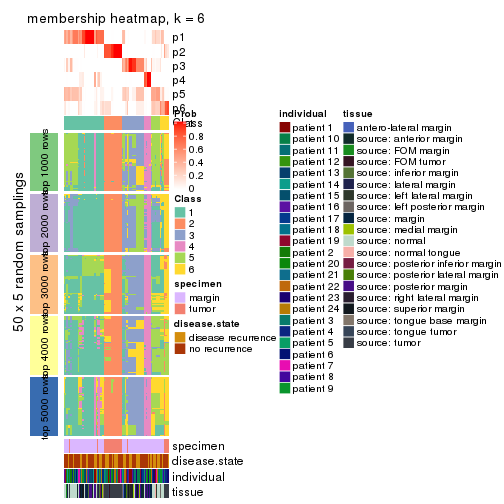 membership heatmap, k = 6
p1
p2
p3
p4
p5
p6
Class
50 x 5 random samplings
top 1000 rows
top 2000 rows
top 3000 rows
top 4000 rows
top 5000 rows
specimen
disease.state
individual
tissue
Prob
1
0.8
0.6
0.4
0.2
0
Class
1
2
3
4
5
6
specimen
margin
tumor
disease.state
disease recurrence
no recurrence
individual
patient 1
patient 10
patient 11
patient 12
patient 13
patient 14
patient 15
patient 16
patient 17
patient 18
patient 19
patient 2
patient 20
patient 21
patient 22
patient 23
patient 24
patient 3
patient 4
patient 5
patient 6
patient 7
patient 8
patient 9
tissue
antero-lateral margin
source: anterior margin
source: FOM margin
source: FOM tumor
source: inferior margin
source: lateral margin
source: left lateral margin
source: left posterior margin
source: margin
source: medial margin
source: normal
source: normal tongue
source: posterior inferior margin
source: posterior lateral margin
source: posterior margin
source: right lateral margin
source: superior margin
source: tongue base margin
source: tongue tumor
source: tumor